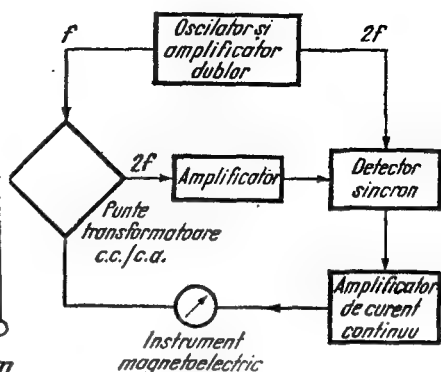 Oscilator și
amplificator
dublor
f
2f
2f
Amplificator
Detector
sincron
Punte
transformatoare
c.c./c.a.
Amplificator
de curent
continuu
Instrument
magnetoelectric